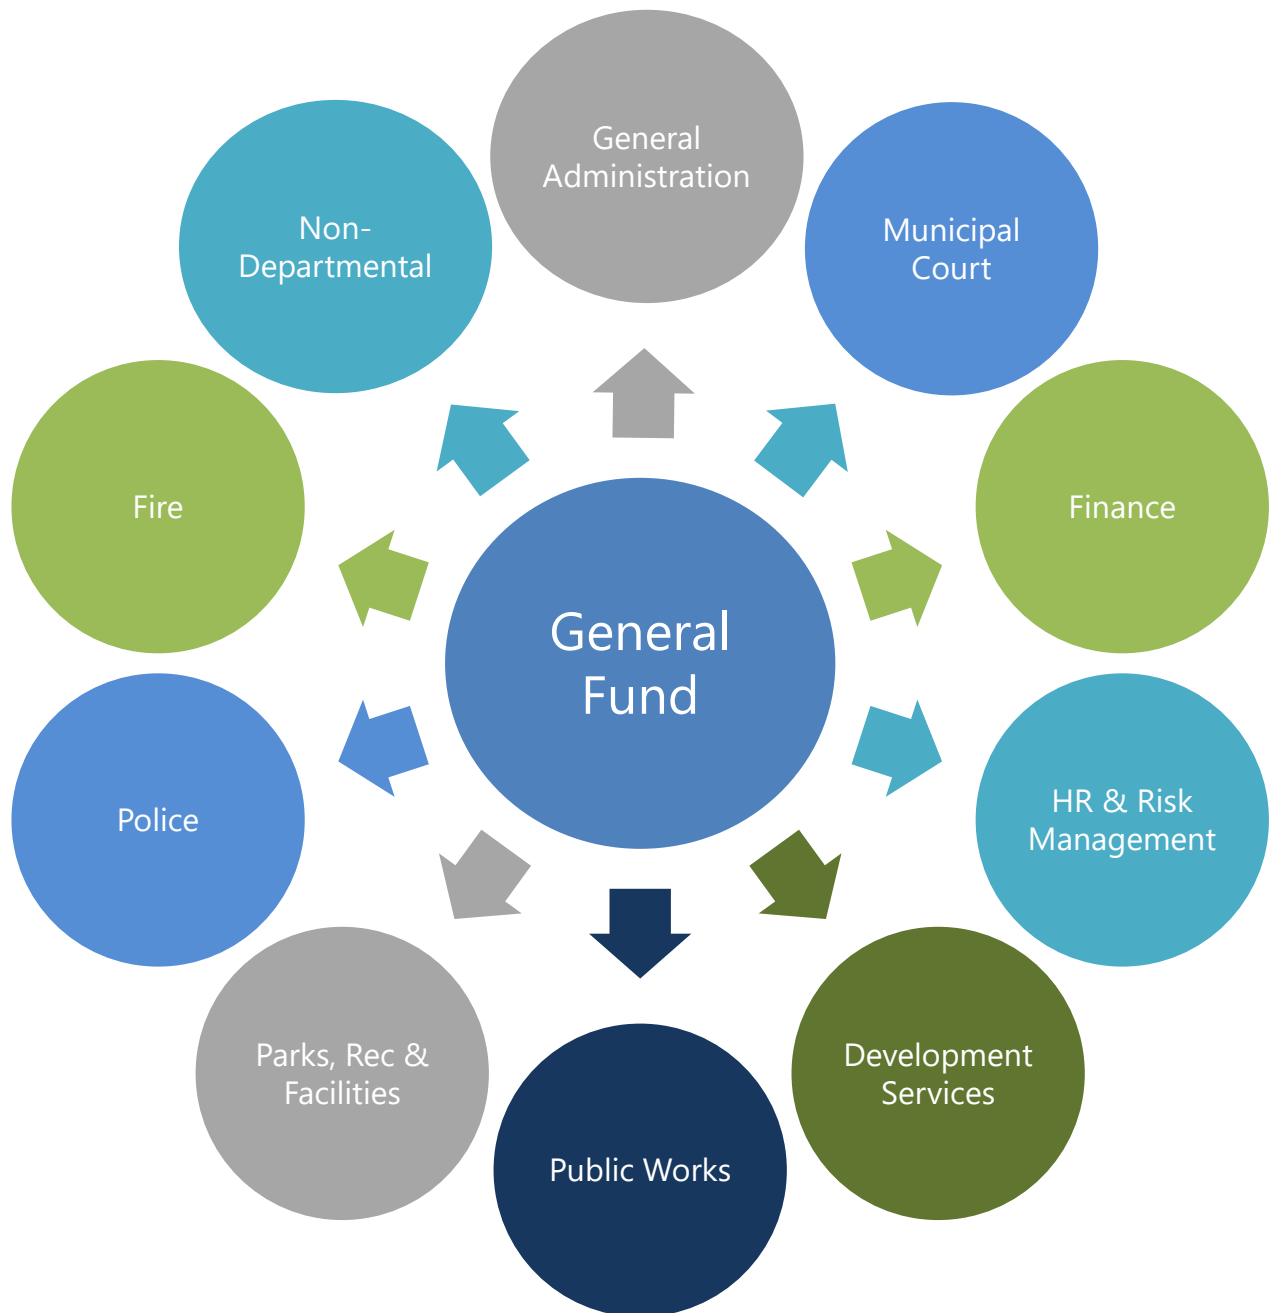 General
Administration
Municipal
Court
Finance
HR & Risk
Management
Development
Services
Public Works
Parks, Rec &
Facilities
Police
Fire
Non-
Departmental
General
Fund